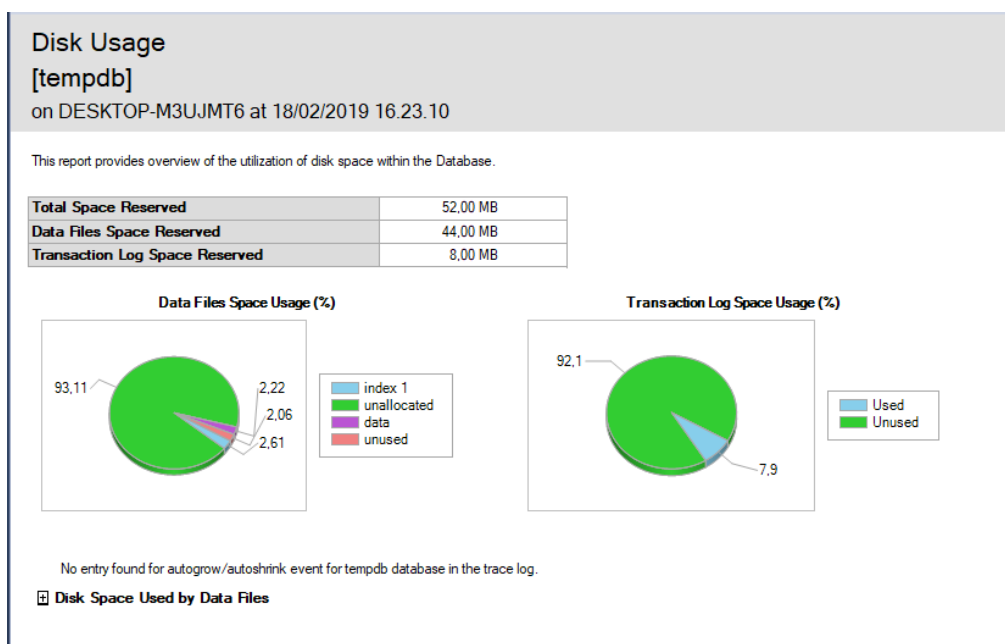 Disk Usage
[tempdb]
on DESKTOP-M3UJMT6 at 18/02/2019 16.23.10
This report provides overview of the utilization of disk space within the Database.
Total Space Reserved 52,00 MB
Data Files Space Reserved 44,00 MB
Transaction Log Space Reserved 8,00 MB
Data Files Space Usage (%)
93,11
2,22
2,06
2,61
index 1
unallocated
data
unused
Transaction Log Space Usage (%)
92,1
7,9
Used
Unused
No entry found for autogrow/autoshrink event for tempdb database in the trace log.
Disk Space Used by Data Files